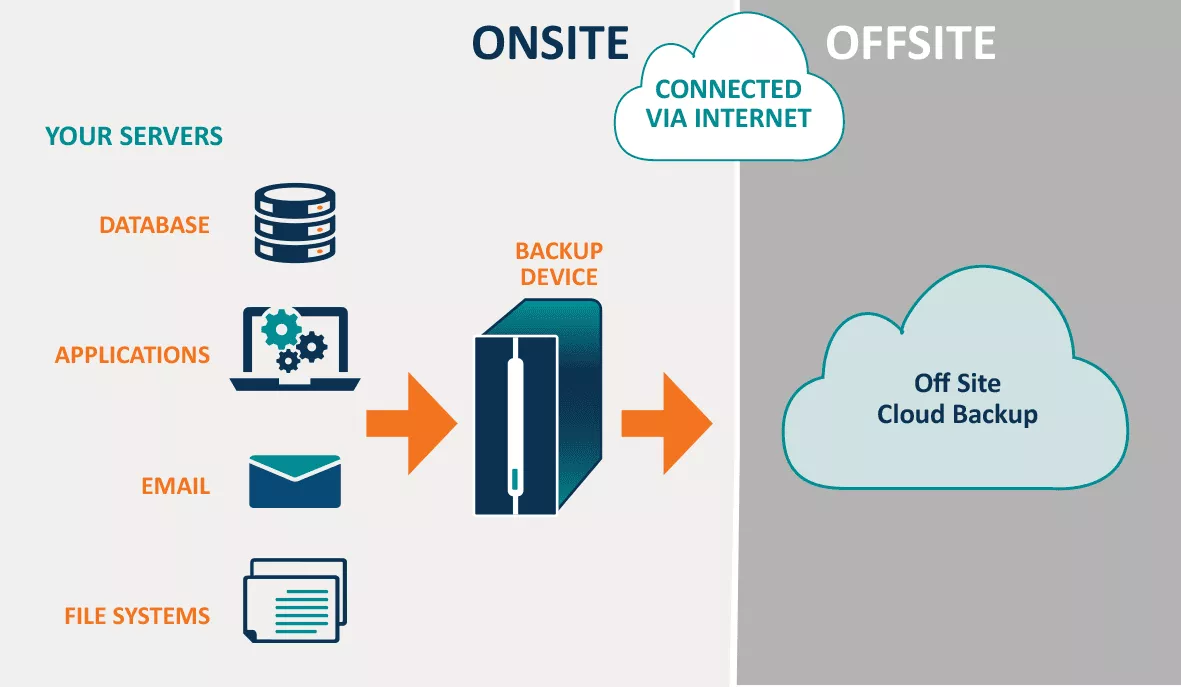 ONSITE
OFFSITE
CONNECTED
VIA INTERNET
YOUR SERVERS
DATABASE
BACKUP
DEVICE
APPLICATIONS
Off Site
Cloud Backup
EMAIL
FILE SYSTEMS